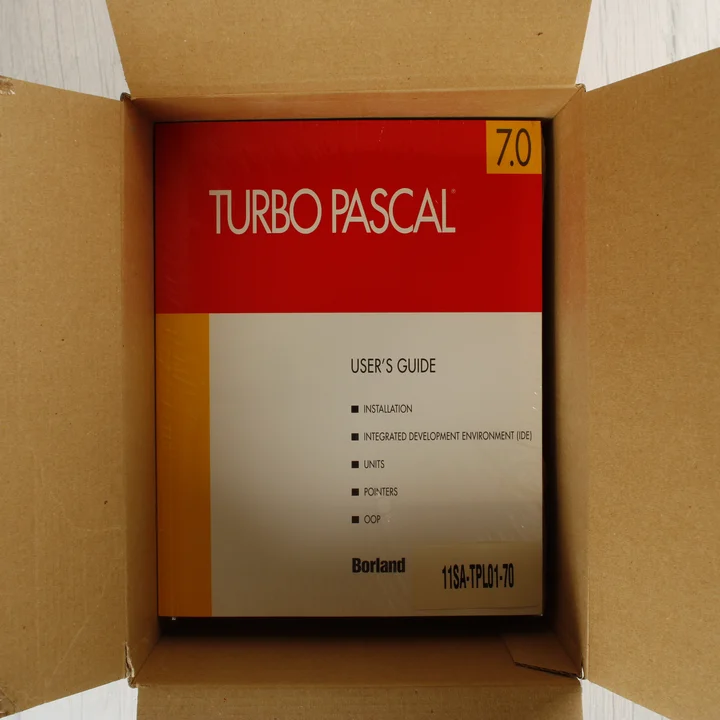 7.0
TURBO PASCAL®
USER'S GUIDE
INSTALLATION
INTEGRATED DEVELOPMENT ENVIRONMENT (IDE)
UNITS
POINTERS
OOP
Borland
11SA-TPL01-70